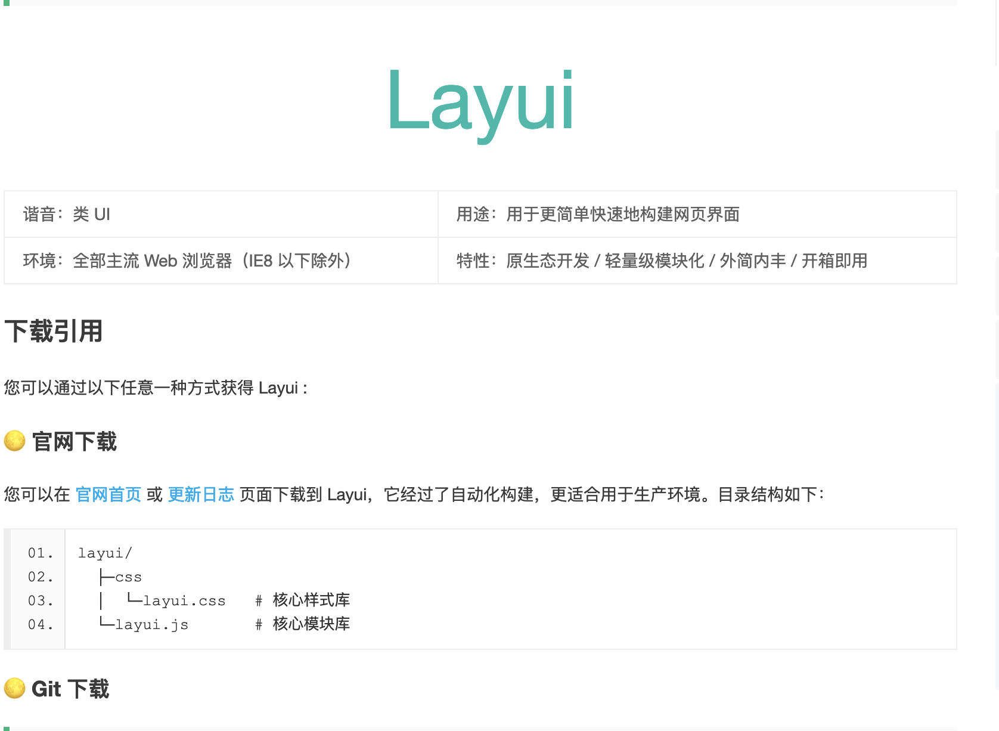 Layui
谐音：类 UI
用途：用于更简单快速地构建网页界面
环境：全部主流 Web 浏览器（IE8 以下除外）
特性：原生态开发 / 轻量级模块化 / 外简内丰 / 开箱即用
下载引用
您可以通过以下任意一种方式获得 Layui :
🌕 官网下载
您可以在 官网首页 或 更新日志 页面下载到 Layui，它经过了自动化构建，更适合用于生产环境。目录结构如下：
01. layui/
02.   ├─css
03.   │  └─layui.css   # 核心样式库
04.   └─layui.js       # 核心模块库
🌕 Git 下载